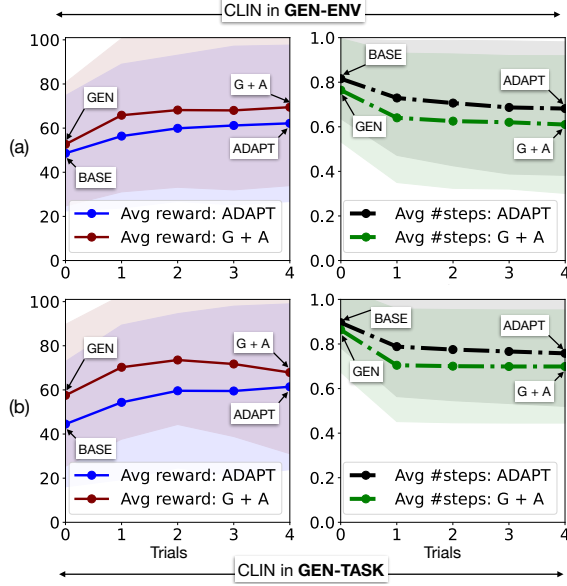 CLIN in GEN-ENV
(a)
100
80
60
40
20
0
GEN
BASE
G + A
ADAPT
Avg reward: ADAPT
Avg reward: G + A
0 1 2 3 4
1.0
0.8
0.6
0.4
0.2
0.0
BASE
GEN
ADAPT
G + A
Avg #steps: ADAPT
Avg #steps: G + A
0 1 2 3 4
(b)
100
80
60
40
20
0
GEN
BASE
G + A
ADAPT
Avg reward: ADAPT
Avg reward: G + A
0 1 2 3 4
Trials
1.0
0.8
0.6
0.4
0.2
0.0
BASE
GEN
ADAPT
G + A
Avg #steps: ADAPT
Avg #steps: G + A
0 1 2 3 4
Trials
CLIN in GEN-TASK